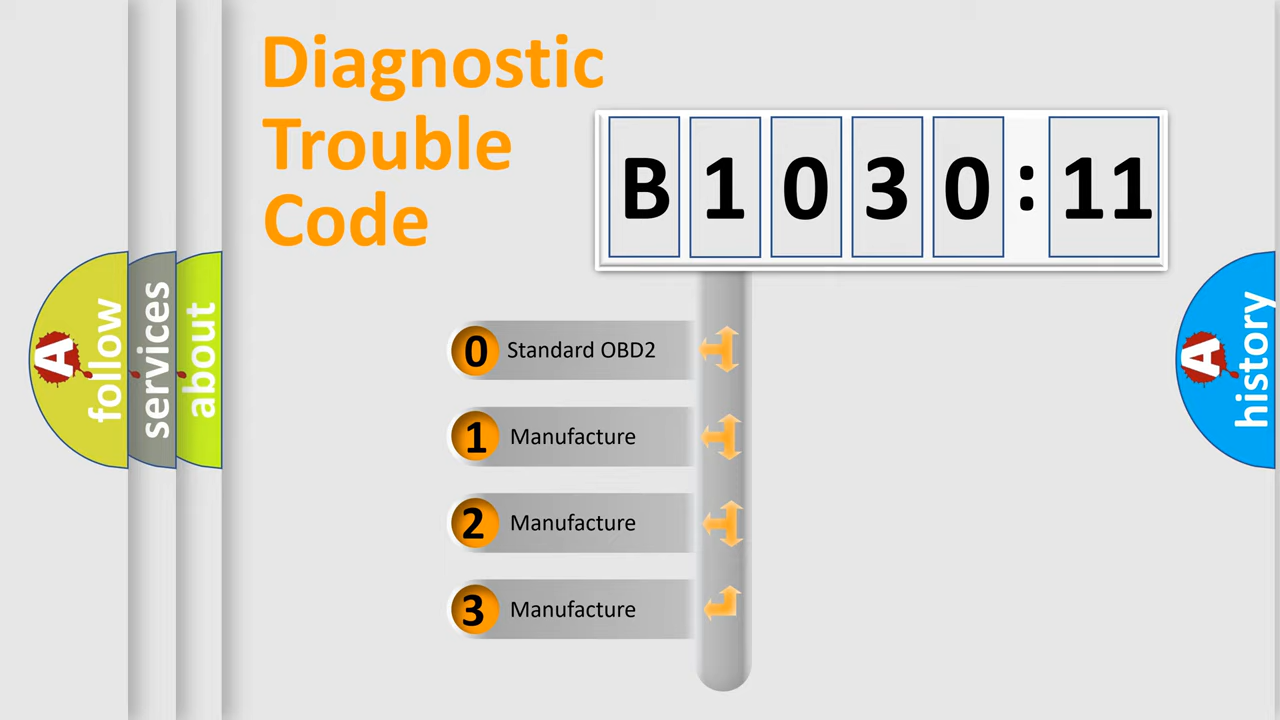 Diagnostic
Trouble
Code
B 1 0 3 0 : 11
0 Standard OBD2
1 Manufacture
2 Manufacture
3 Manufacture
A follow
services
about
A history